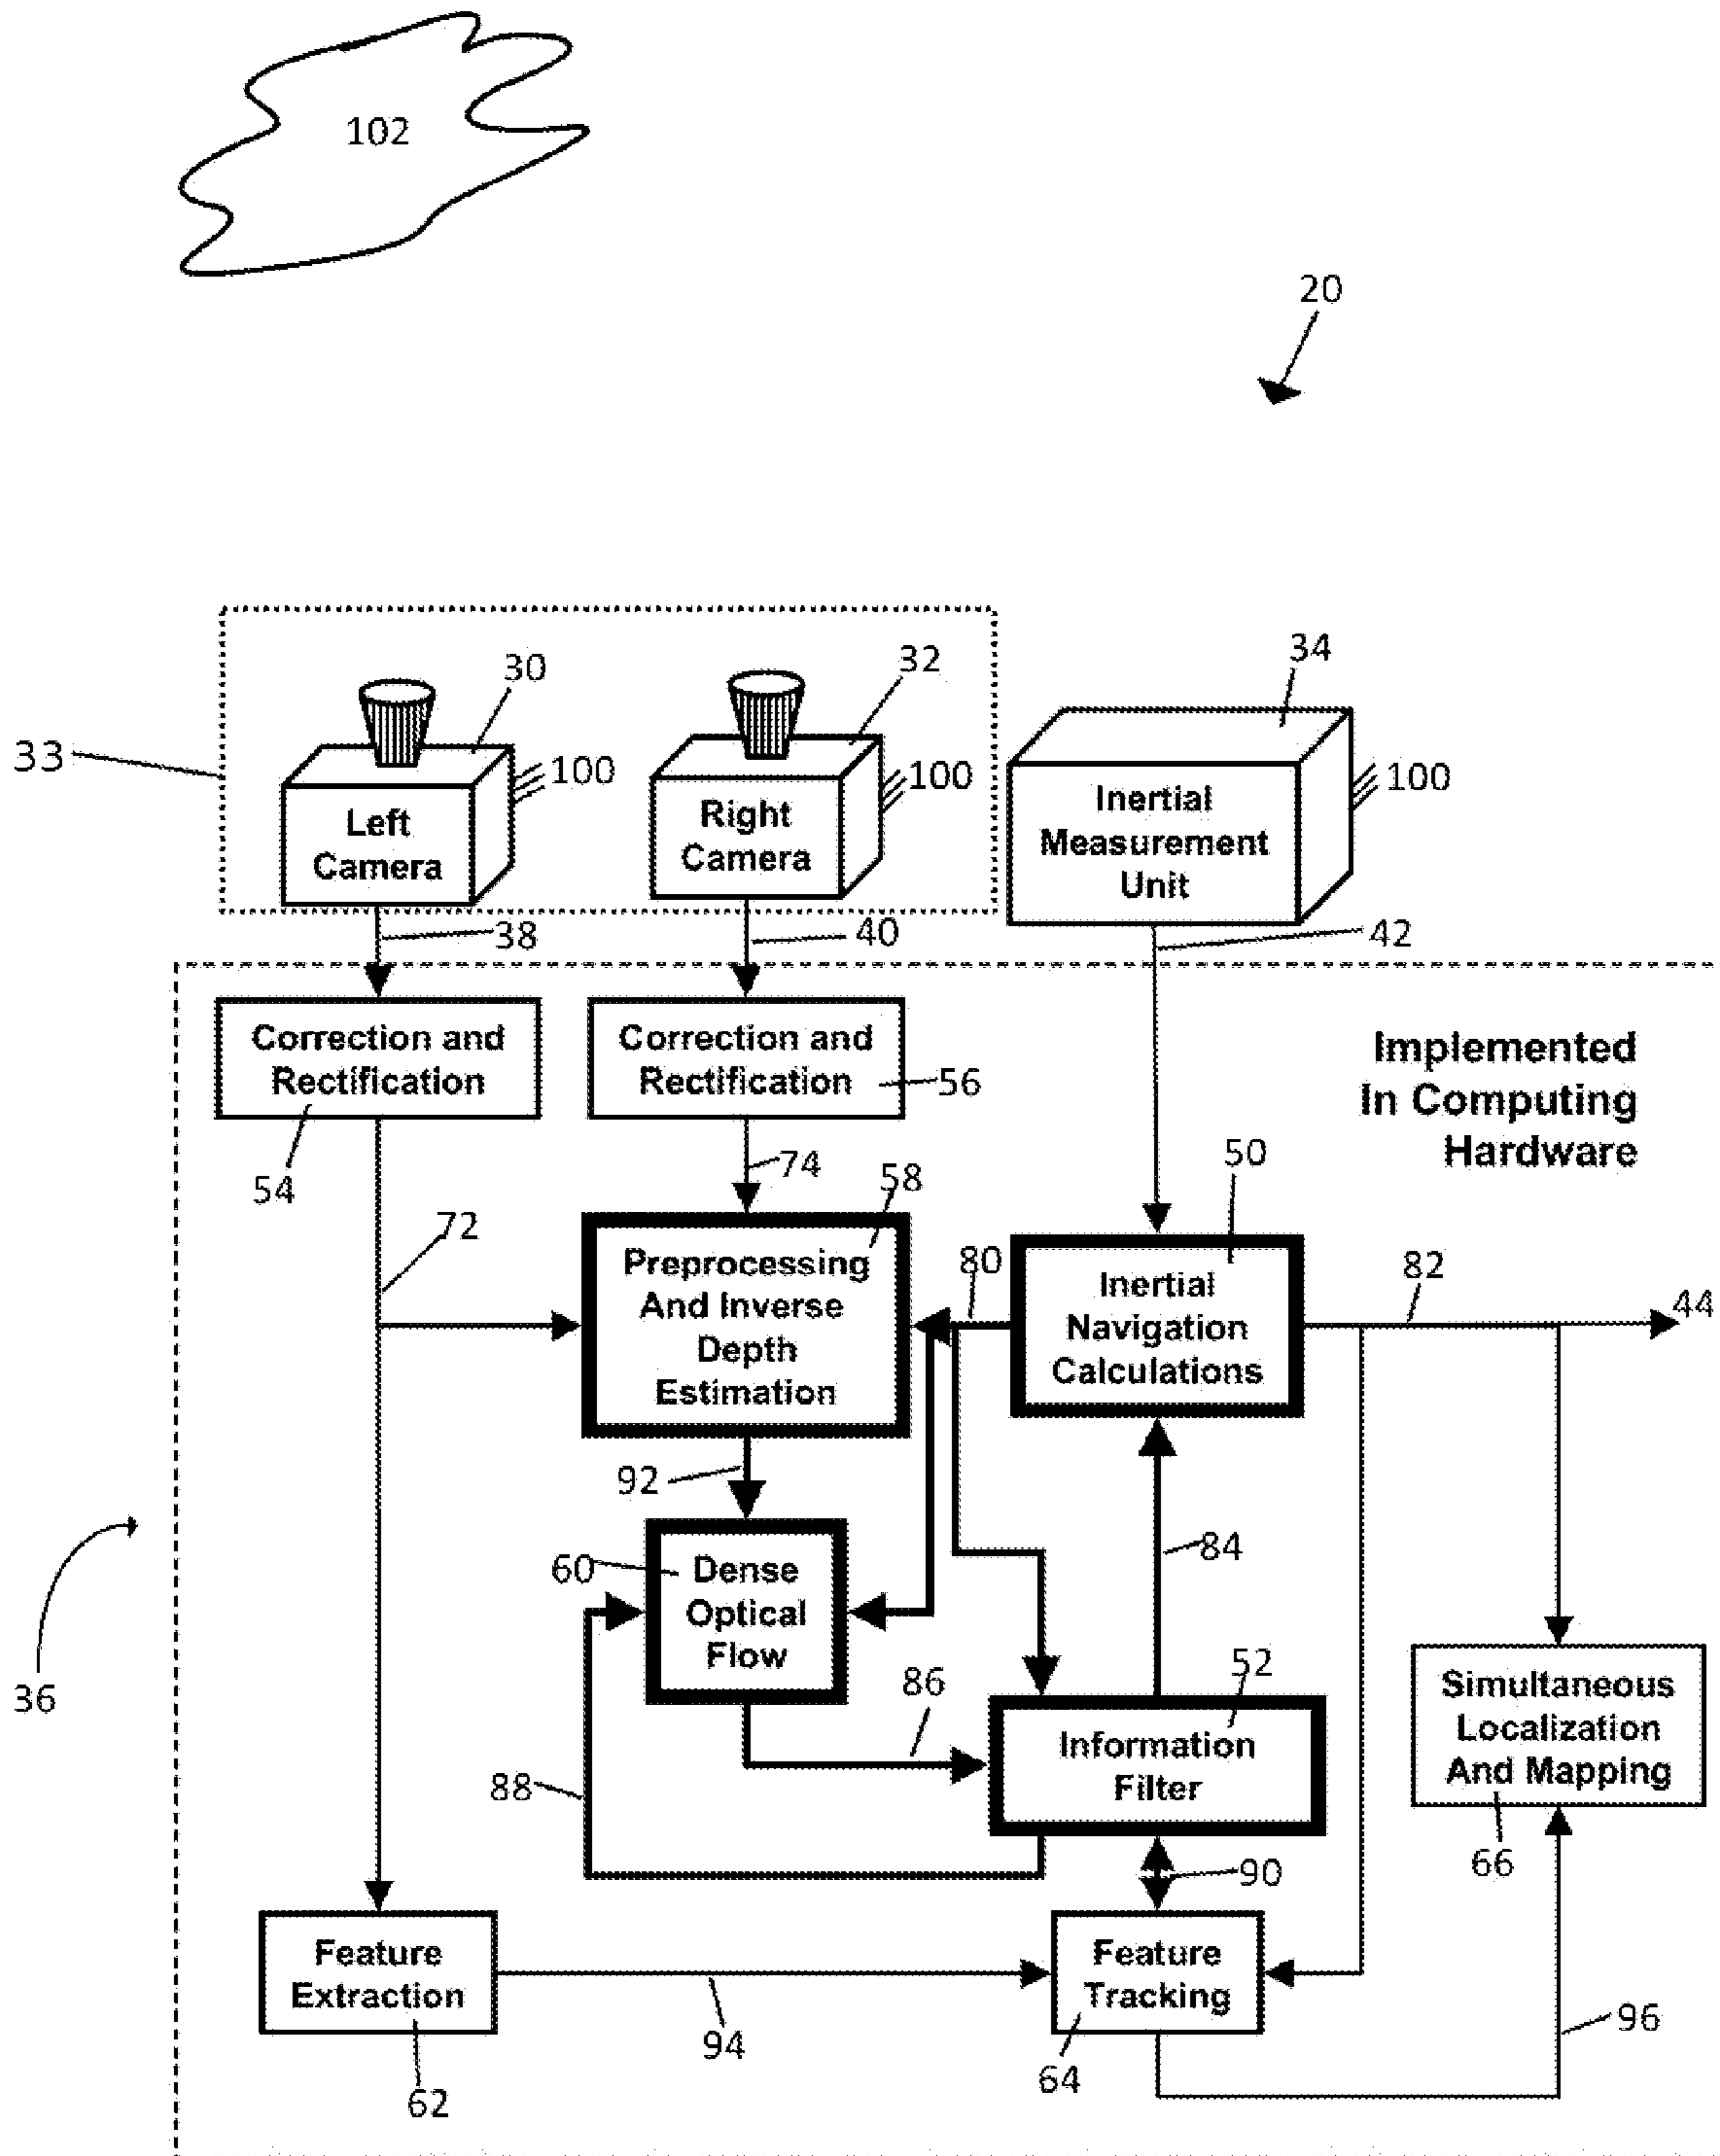 102
20
30
32
34
33
100
100
100
Left
Camera
Right
Camera
Inertial
Measurement
Unit
38
40
42
Correction and
Rectification
54
Correction and
Rectification
56
Implemented
In Computing
Hardware
74
58
50
72
Preprocessing
And Inverse
Depth
Estimation
80
Inertial
Navigation
Calculations
82
44
92
84
60
Dense
Optical
Flow
36
86
52
88
Information
Filter
Simultaneous
Localization
And Mapping
66
90
Feature
Extraction
62
94
Feature
Tracking
64
96